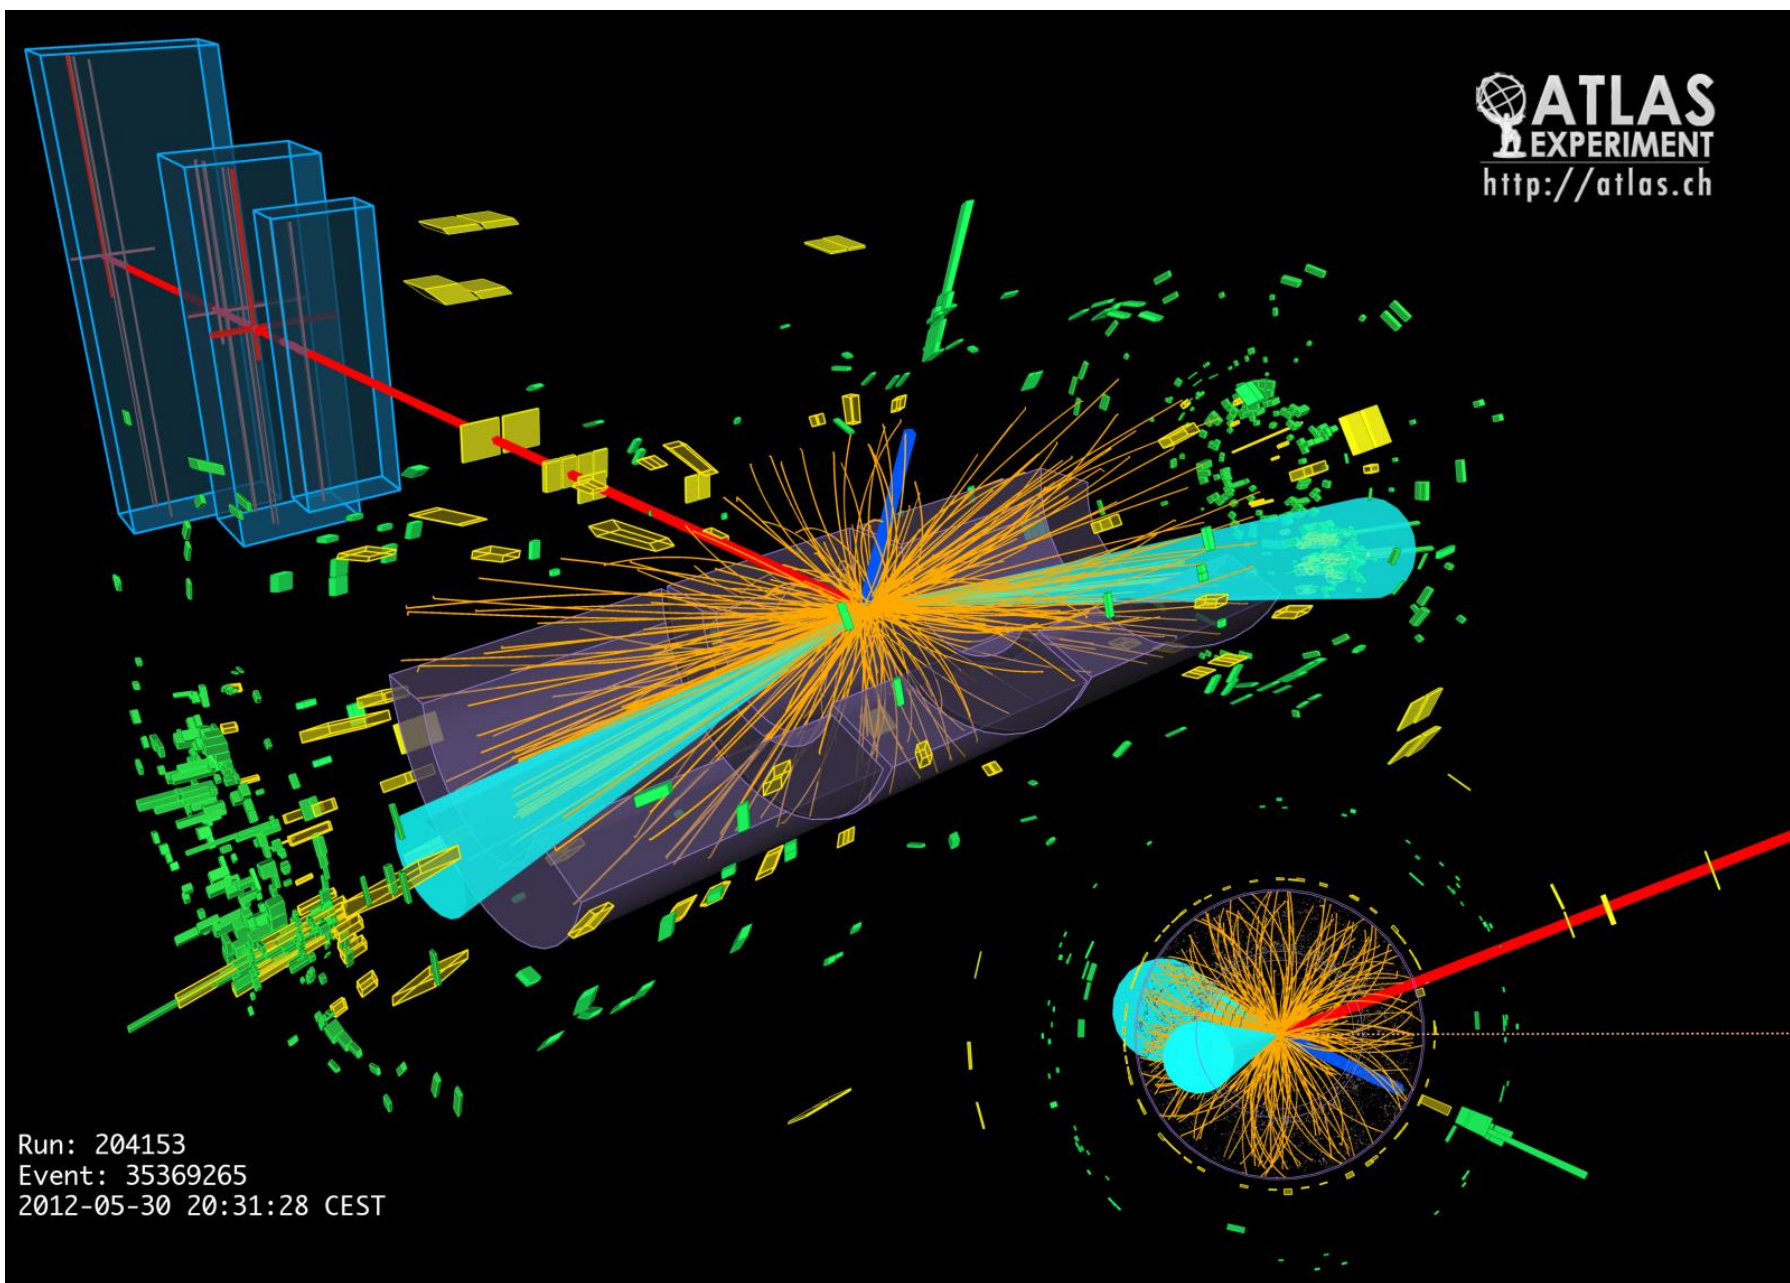 ATLAS
EXPERIMENT
http://atlas.ch
Run: 204153
Event: 35369265
2012-05-30 20:31:28 CEST